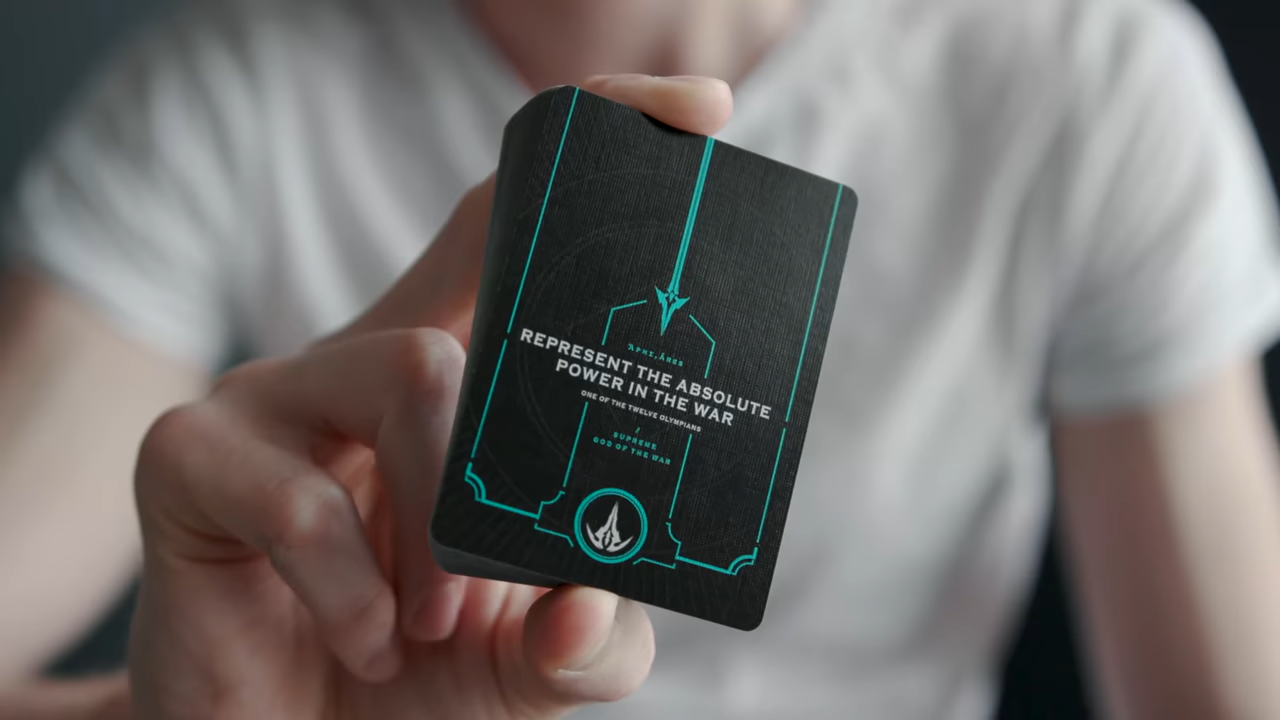 REPRESENT THE ABSOLUTE
POWER IN THE WAR
ONE OF THE TWELVE OLYMPIANS
/
SUPREME
GOD OF THE WAR